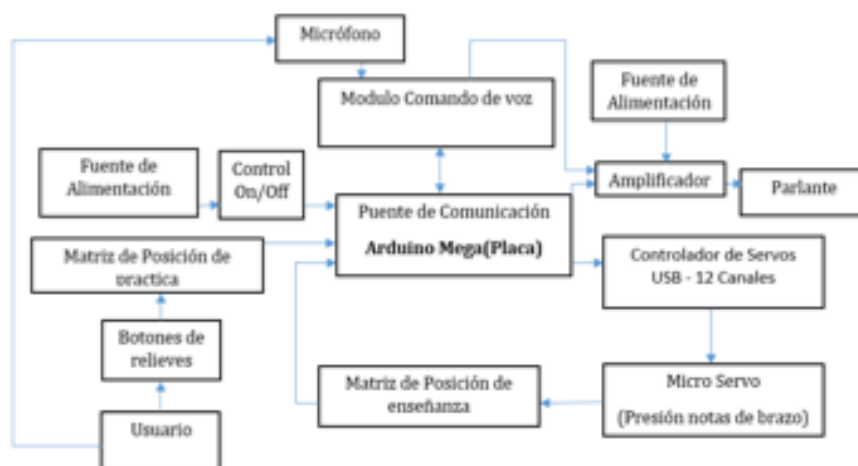 Micrófono
Modulo Comando de voz
Fuente de
Alimentación
Fuente de
Alimentación
Control
On/Off
Amplificador
Parlante
Puente de Comunicación
Arduino Mega(Placa)
Matriz de Posición de
practica
Controlador de Servos
USB - 12 Canales
Botones de
relieves
Matriz de Posición de
enseñanza
Micro Servo
(Presión notas de brazo)
Usuario